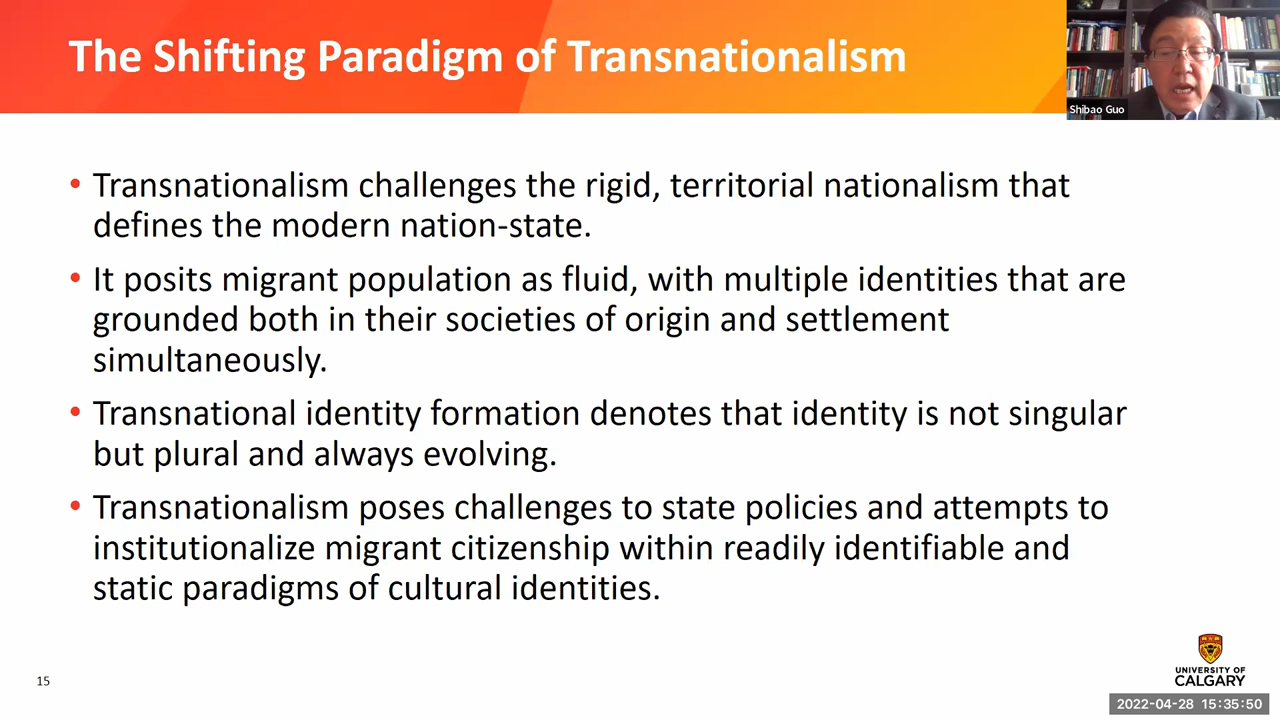 The Shifting Paradigm of Transnationalism
Shibao Guo
• Transnationalism challenges the rigid, territorial nationalism that
defines the modern nation-state.
• It posits migrant population as fluid, with multiple identities that are
grounded both in their societies of origin and settlement
simultaneously.
• Transnational identity formation denotes that identity is not singular
but plural and always evolving.
• Transnationalism poses challenges to state policies and attempts to
institutionalize migrant citizenship within readily identifiable and
static paradigms of cultural identities.
15
UNIVERSITY OF
CALGARY
2022-04-28 15:35:50